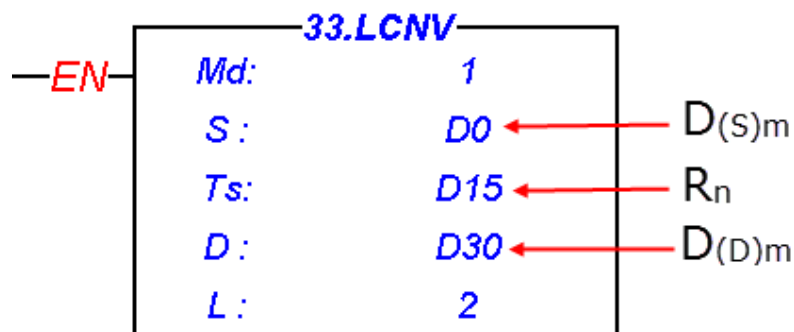 33.LCNV
EN
Md: 1
S : D0 D(S)m
Ts: D15 Rn
D : D30 D(D)m
L : 2